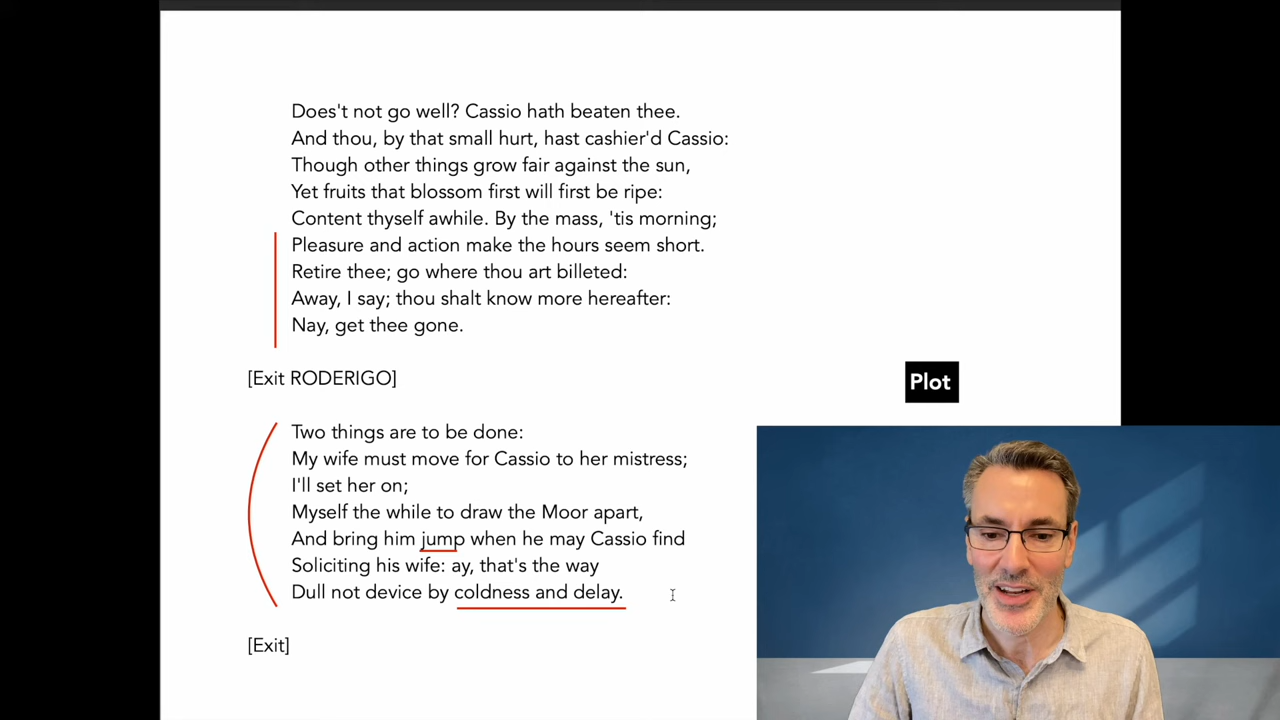 Does't not go well? Cassio hath beaten thee.
And thou, by that small hurt, hast cashier'd Cassio:
Though other things grow fair against the sun,
Yet fruits that blossom first will first be ripe:
Content thyself awhile. By the mass, 'tis morning;
Pleasure and action make the hours seem short.
Retire thee; go where thou art billeted:
Away, I say; thou shalt know more hereafter:
Nay, get thee gone.
[Exit RODERIGO]
Plot
Two things are to be done:
My wife must move for Cassio to her mistress;
I'll set her on;
Myself the while to draw the Moor apart,
And bring him jump when he may Cassio find
Soliciting his wife: ay, that's the way
Dull not device by coldness and delay.
[Exit]